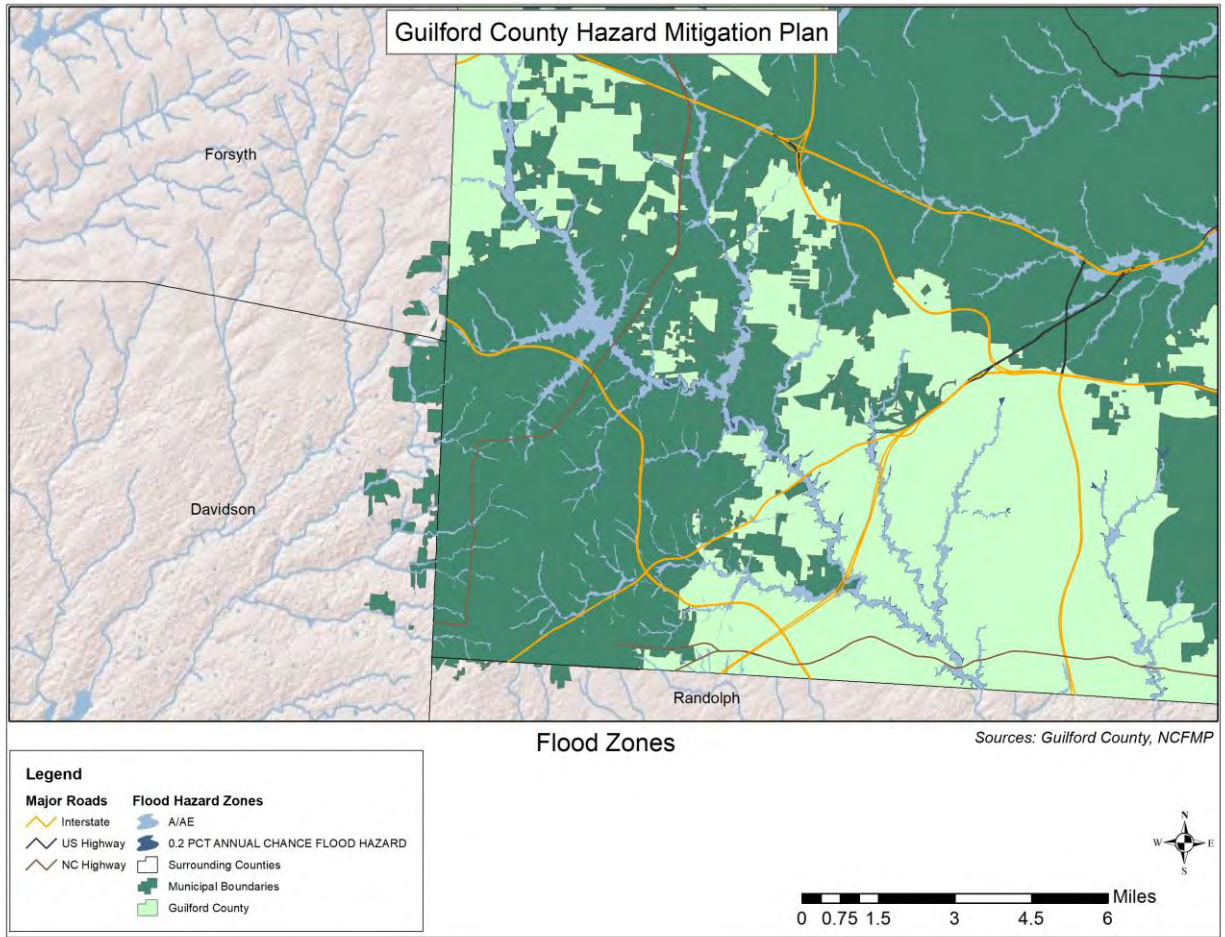 Guilford County Hazard Mitigation Plan
Forsyth
Davidson
Randolph
Flood Zones
Sources: Guilford County, NCFMP
Legend
Major Roads
Interstate
US Highway
NC Highway
Flood Hazard Zones
A/AE
0.2 PCT ANNUAL CHANCE FLOOD HAZARD
Surrounding Counties
Municipal Boundaries
Guilford County
N
W E
S
Miles
0 0.75 1.5 3 4.5 6